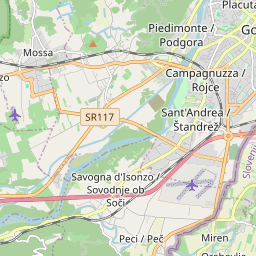 Placuta
Piedimonte /
Podgora
Go
Mossa
Campagnuzza /
Rojce
zo
SR117
Sant'Andrea /
Štandrež
Savogna d'Isonzo /
Sovodnje ob
Soči
Slovenij
Peci / Peč
Miren